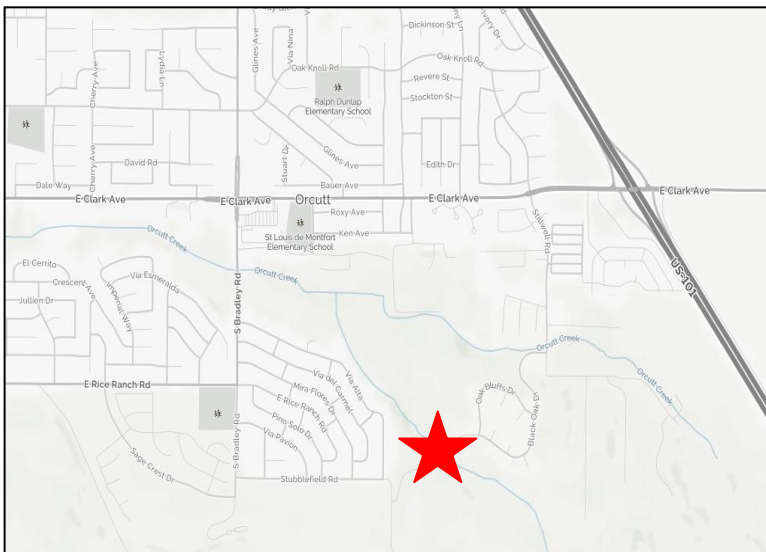 Dickinson St
Oak Knoll Rd
Oak Knoll Rd
Glines Ave
Via Nina
Cherry Ave
Lydia Ln
Revere St
Stockton St
Ralph Dunlap
Elementary School
Cherry Ave
David Rd
Stuart Dr
Glines Ave
Edith Dr
Dale Way
Bauer Ave
E Clark Ave
E Clark Ave
Orcutt
E Clark Ave
E Clark Ave
Roxy Ave
St Louis de Montfort
Elementary School
Ken Ave
Stillwell Rd
Orcutt Creek
Orcutt Creek
US-101
El Cerrito
Crescent Ave
Via Esmeralda
Imperial Way
Jullien Dr
S Bradley Rd
Orcutt Creek
Orcutt Creek
E Rice Ranch Rd
Via del Carmel
Via Alta
Mira Flores Dr
E Rice Ranch Rd
Pino Solo Dr
Via Pavion
Oak Bluffs Dr
Black Oak Dr
S Bradley Rd
Sage Crest Dr
Stubblefield Rd